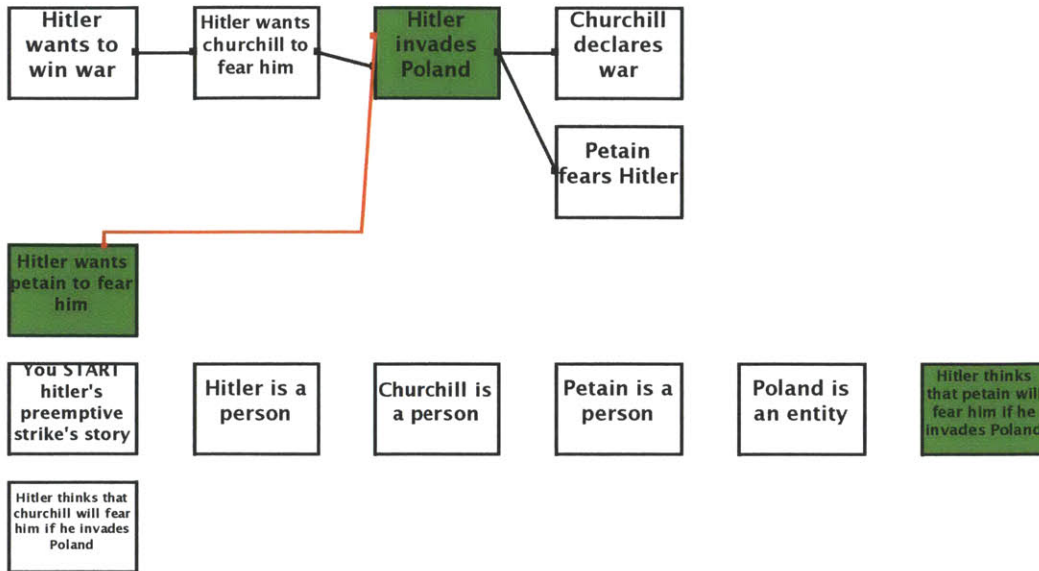 Hitler
wants to
win war
Hitler wants
churchill to
fear him
Hitler
invades
Poland
Churchill
declares
war
Petain
fears Hitler
Hitler wants
petain to fear
him
You START
hitler's
preemptive
strike's story
Hitler is a
person
Churchill is
a person
Petain is a
person
Poland is
an entity
Hitler thinks
that petain will
fear him if he
invades Poland
Hitler thinks that
churchill will fear
him if he invades
Poland